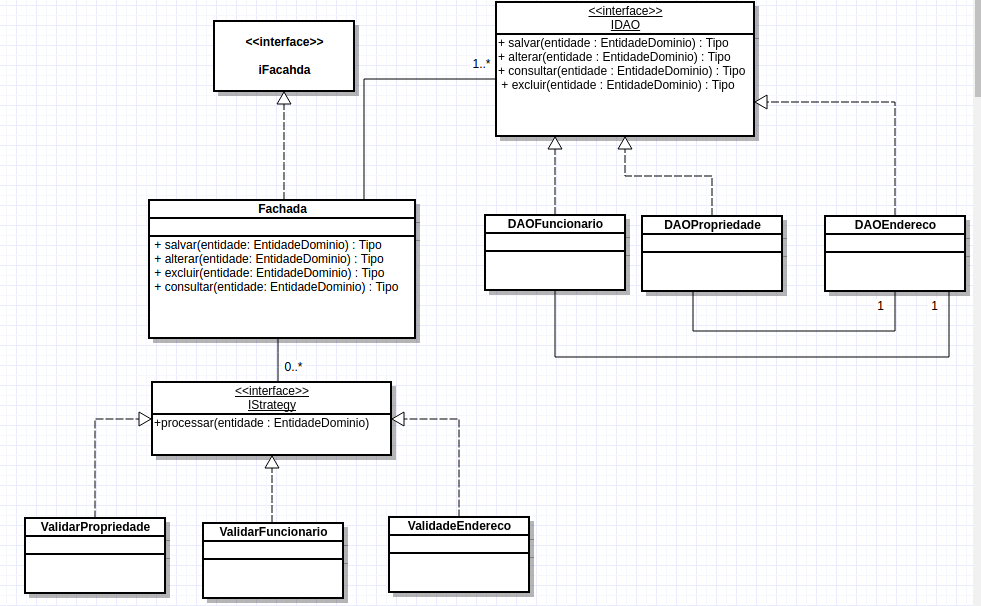 <<interface>>
iFacahda
<<interface>>
IDAO
+ salvar(entidade : EntidadeDominio) : Tipo
+ alterar(entidade : EntidadeDominio) : Tipo
+ consultar(entidade : EntidadeDominio) : Tipo
+ excluir(entidade : EntidadeDominio) : Tipo
1..*
Fachada
+ salvar(entidade: EntidadeDominio) : Tipo
+ alterar(entidade: EntidadeDominio) : Tipo
+ excluir(entidade: EntidadeDominio) : Tipo
+ consultar(entidade: EntidadeDominio) : Tipo
DAOFuncionario
DAOPropriedade
DAOEndereco
1
1
0..*
<<interface>>
IStrategy
+processar(entidade : EntidadeDominio)
ValidarPropriedade
ValidarFuncionario
ValidadeEndereco